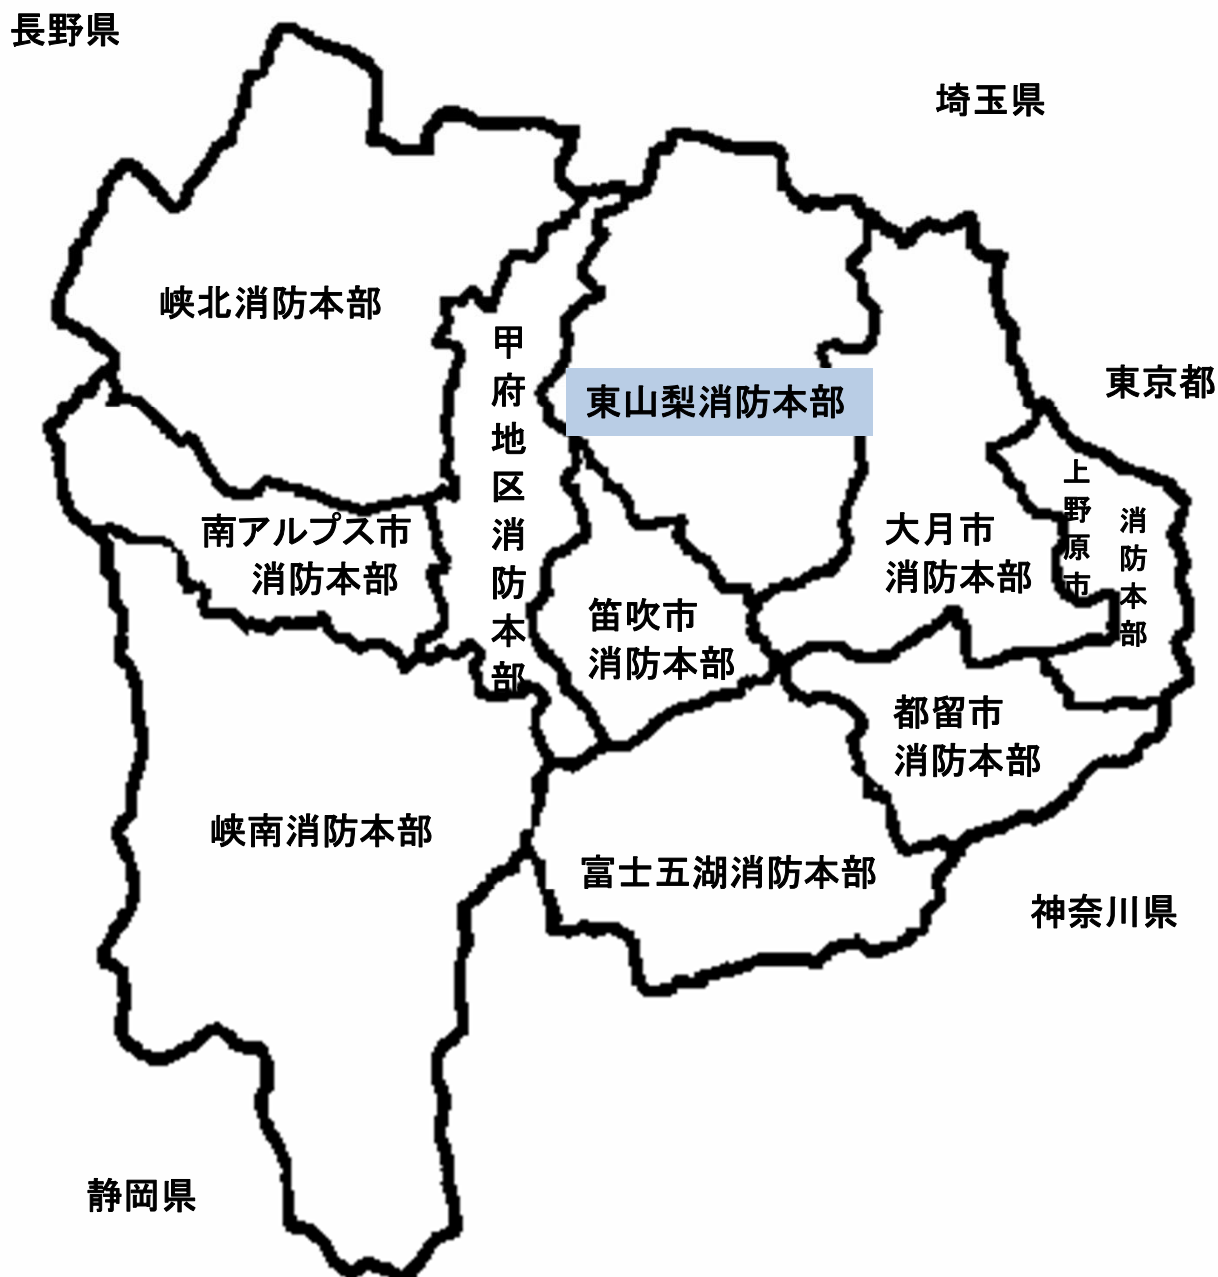 長野県
埼玉県
峡北消防本部
甲府地区消防本部
東山梨消防本部
東京都
南アルプス市
消防本部
大月市
消防本部
上野原市
消防本部
笛吹市
消防本部
都留市
消防本部
峡南消防本部
富士五湖消防本部
神奈川県
静岡県